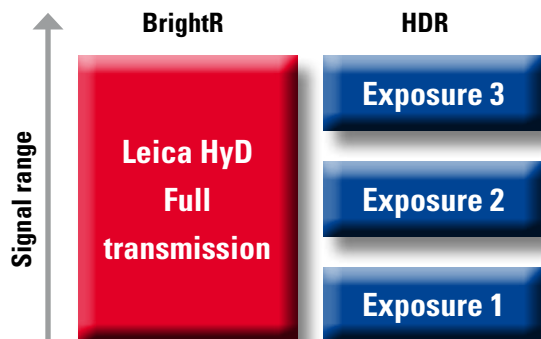 BrightR
HDR
Signal range
Leica HyD
Full
transmission
Exposure 3
Exposure 2
Exposure 1